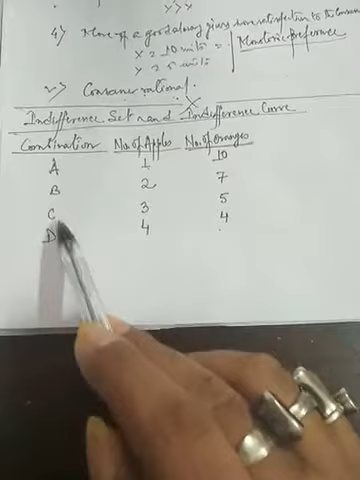 Y > X
4) More of a good always gives more satisfaction to the consumer
X = 10 units = Monotonic Preference
Y = 5 units
v) Consumer rational.
Indifference Set and Indifference Curve
Combination No. of Apples No. of Oranges
A 1 10
B 2 7
C 3 5
D 4 4